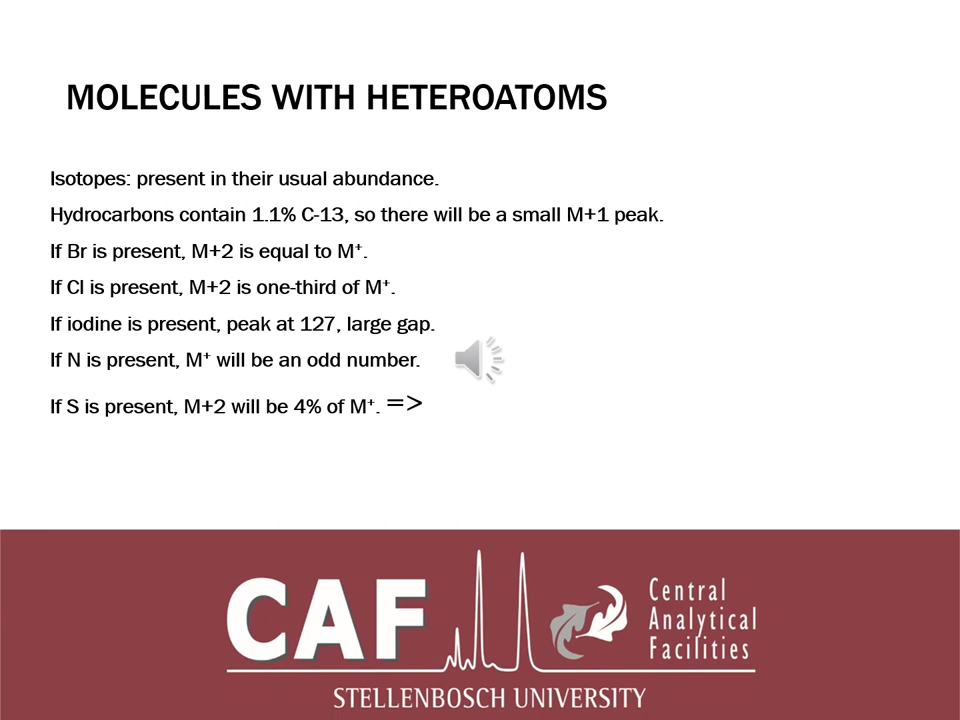 MOLECULES WITH HETEROATOMS
Isotopes: present in their usual abundance.
Hydrocarbons contain 1.1% C-13, so there will be a small M+1 peak.
If Br is present, M+2 is equal to M⁺.
If Cl is present, M+2 is one-third of M⁺.
If iodine is present, peak at 127, large gap.
If N is present, M⁺ will be an odd number.
If S is present, M+2 will be 4% of M⁺. =>
CAF
Central
Analytical
Facilities
STELLENBOSCH UNIVERSITY